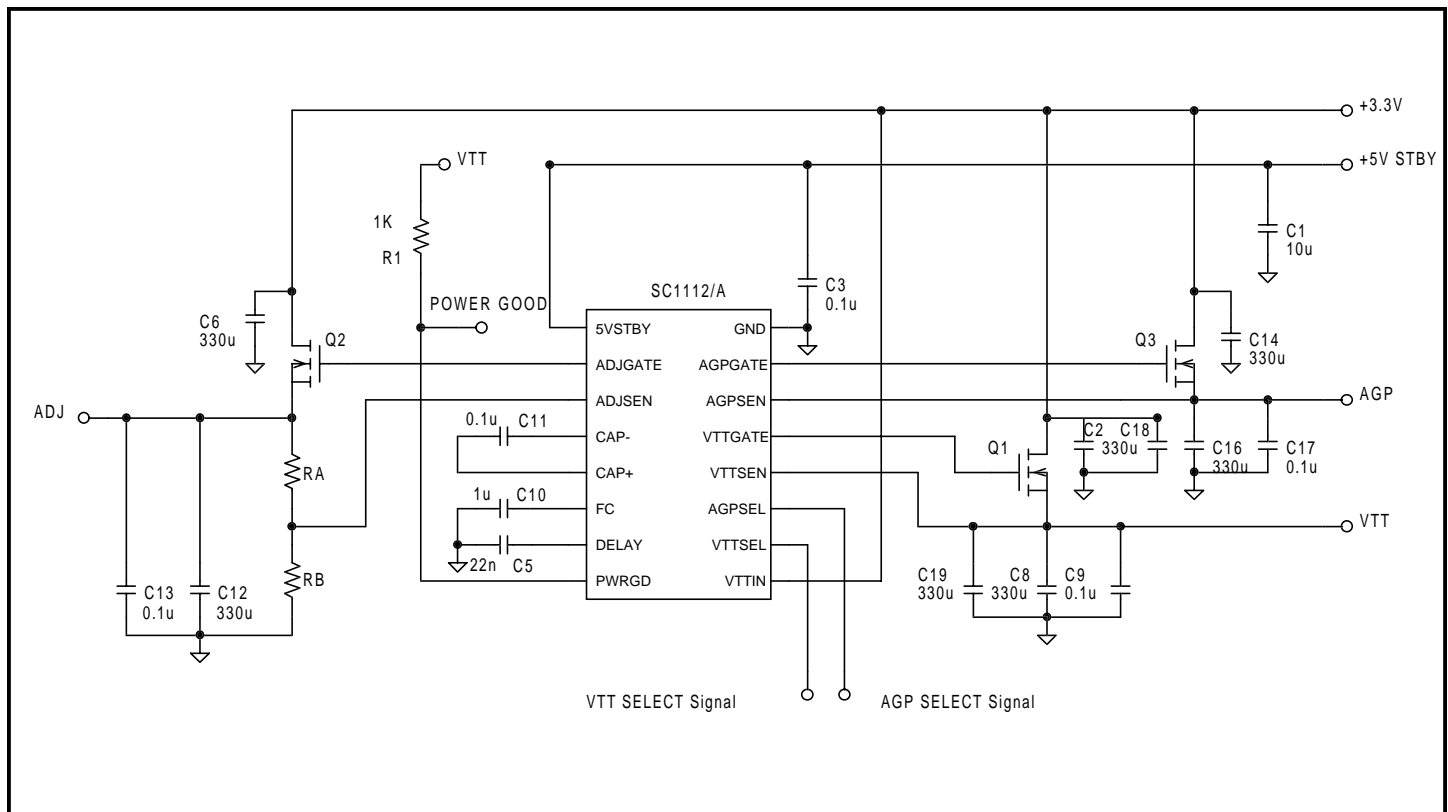 +3.3V
VTT
+5V STBY
1K
R1
C1
10u
SC1112/A
C3
0.1u
POWER GOOD
C6
330u
Q2
5VSTBY
GND
Q3
C14
330u
ADJGATE
AGPGATE
ADJ
ADJSEN
AGPSEN
AGP
0.1u
C11
CAP-
VTTGATE
Q1
C2
C18
330u
C16
330u
C17
0.1u
RA
CAP+
VTTSEN
1u
C10
FC
AGPSEL
VTT
22n
C5
DELAY
VTTSEL
RB
PWRGD
VTTIN
C13
0.1u
C12
330u
C19
330u
C8
330u
C9
0.1u
VTT SELECT Signal
AGP SELECT Signal